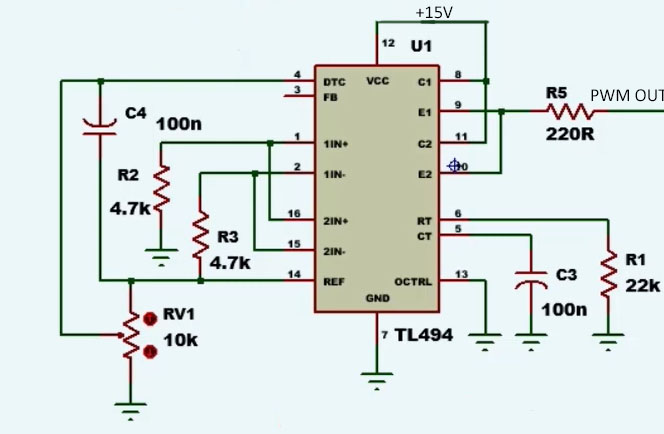 +15V
12
U1
VCC
4
DTC
C1
8
3
FB
C4
100n
E1
9
R5
PWM OUT
220R
1
1IN+
C2
11
R2
4.7k
2
1IN-
E2
R3
4.7k
16
2IN+
RT
6
15
2IN-
CT
5
14
REF
OCTRL
13
GND
7
TL494
C3
100n
R1
22k
RV1
10k